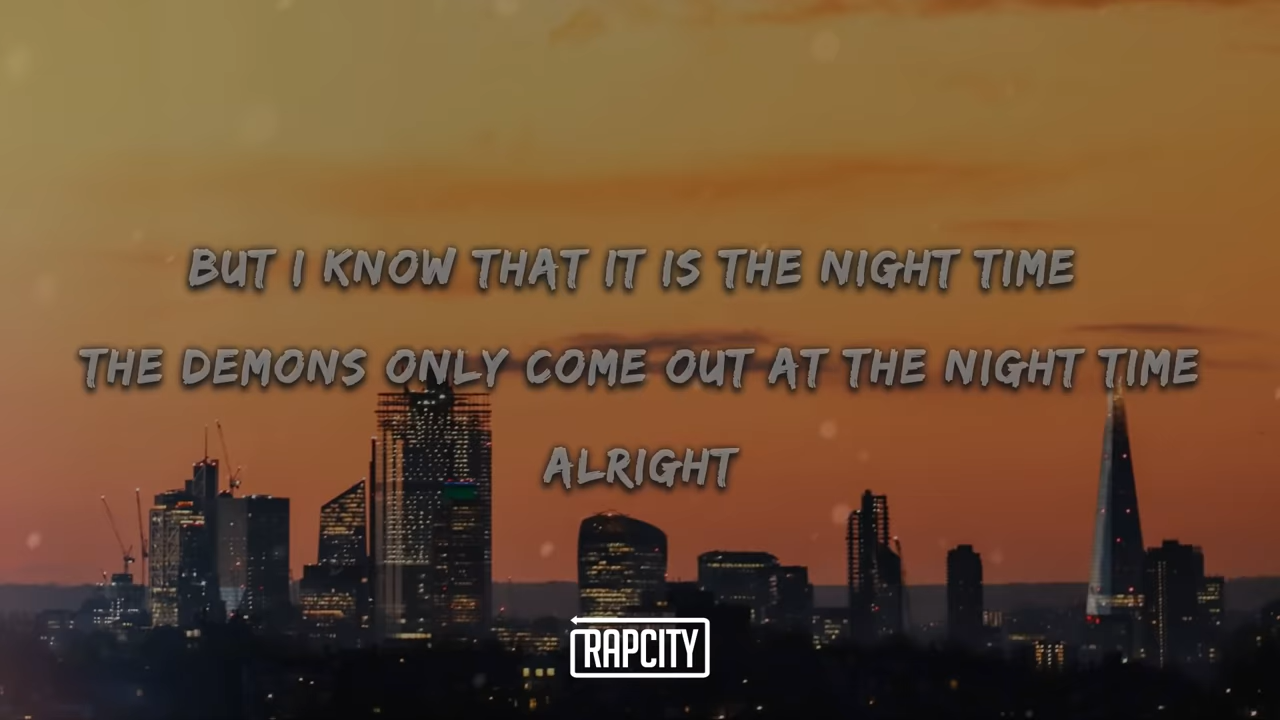 BUT I KNOW THAT IT IS THE NIGHT TIME
THE DEMONS ONLY COME OUT AT THE NIGHT TIME
ALRIGHT
RAPCITY